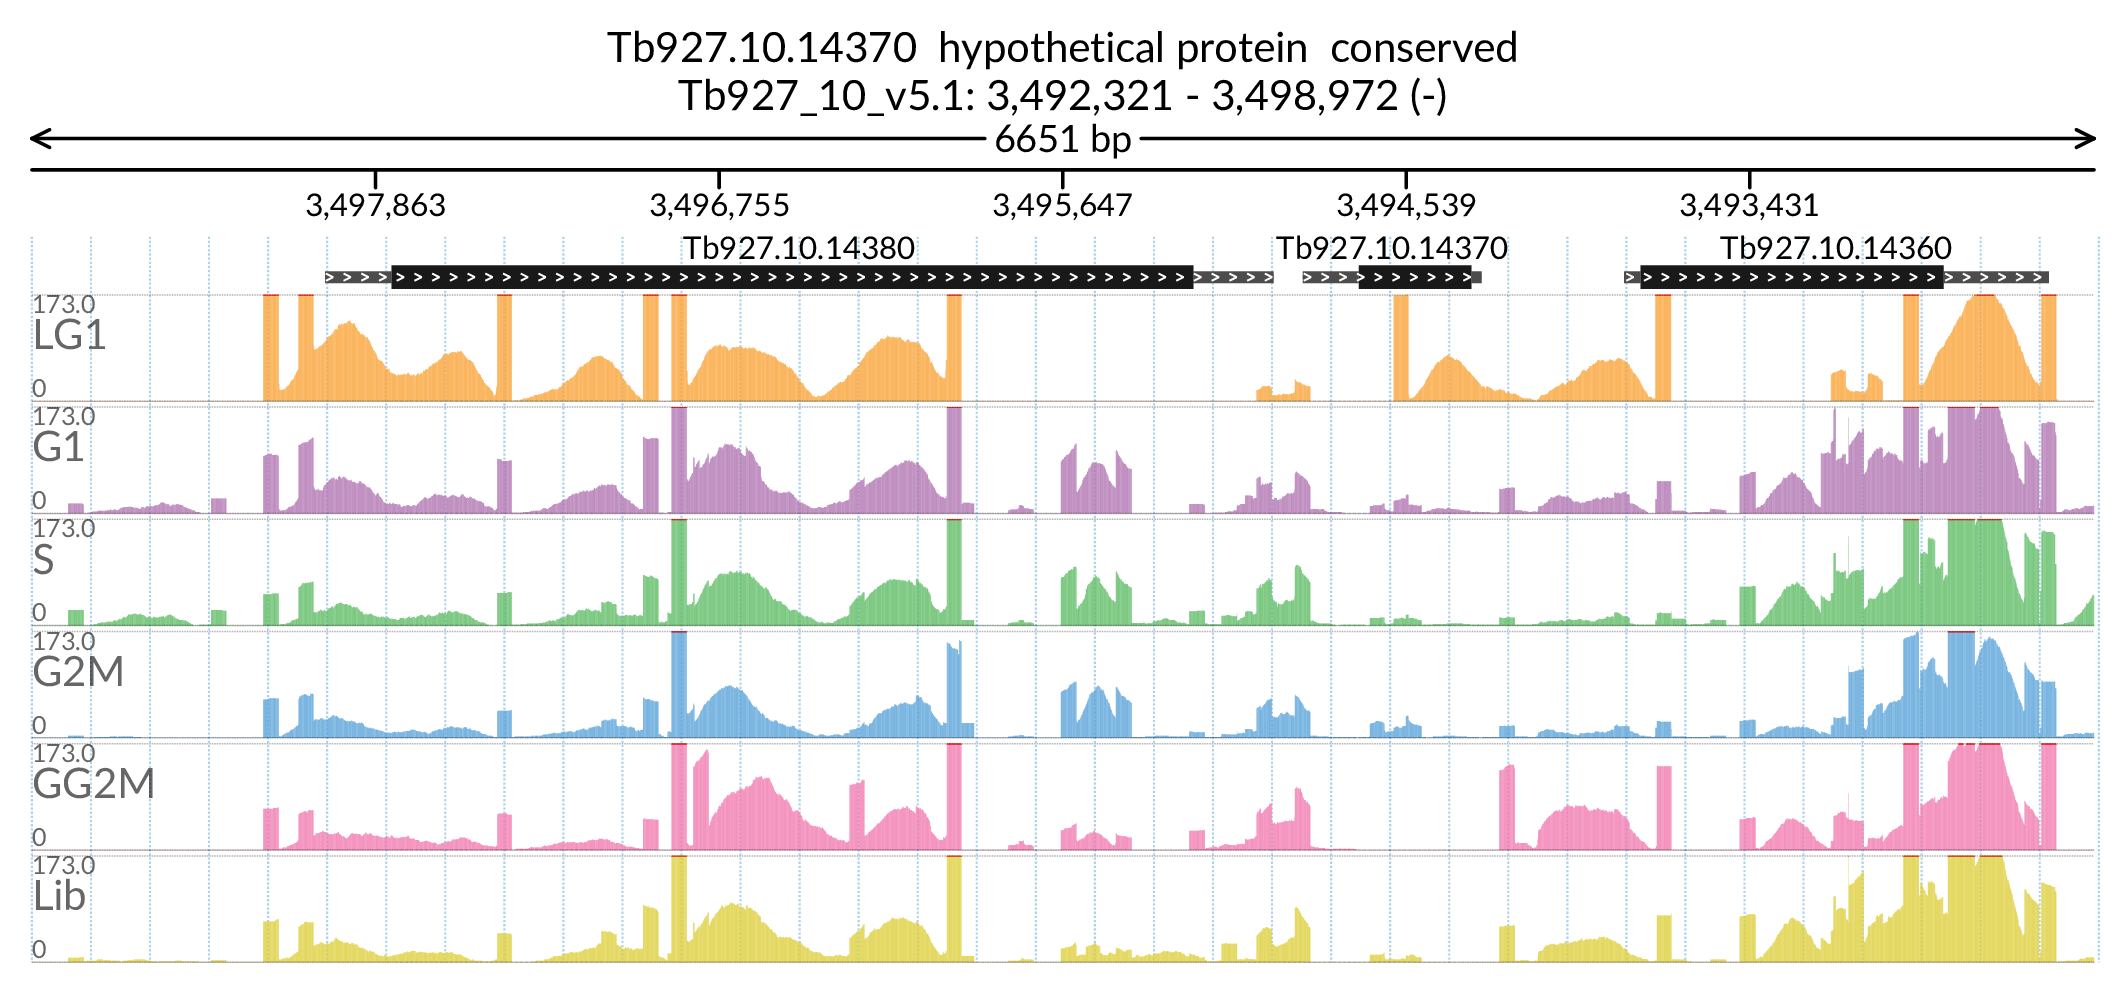 Tb927.10.14370 hypothetical protein conserved
Tb927_10_v5.1: 3,492,321 - 3,498,972 (-)
6651 bp
3,497,863 3,496,755 3,495,647 3,494,539 3,493,431
Tb927.10.14380 Tb927.10.14370 Tb927.10.14360
173.0
LG1
0
173.0
G1
0
173.0
S
0
173.0
G2M
0
173.0
GG2M
0
173.0
Lib
0